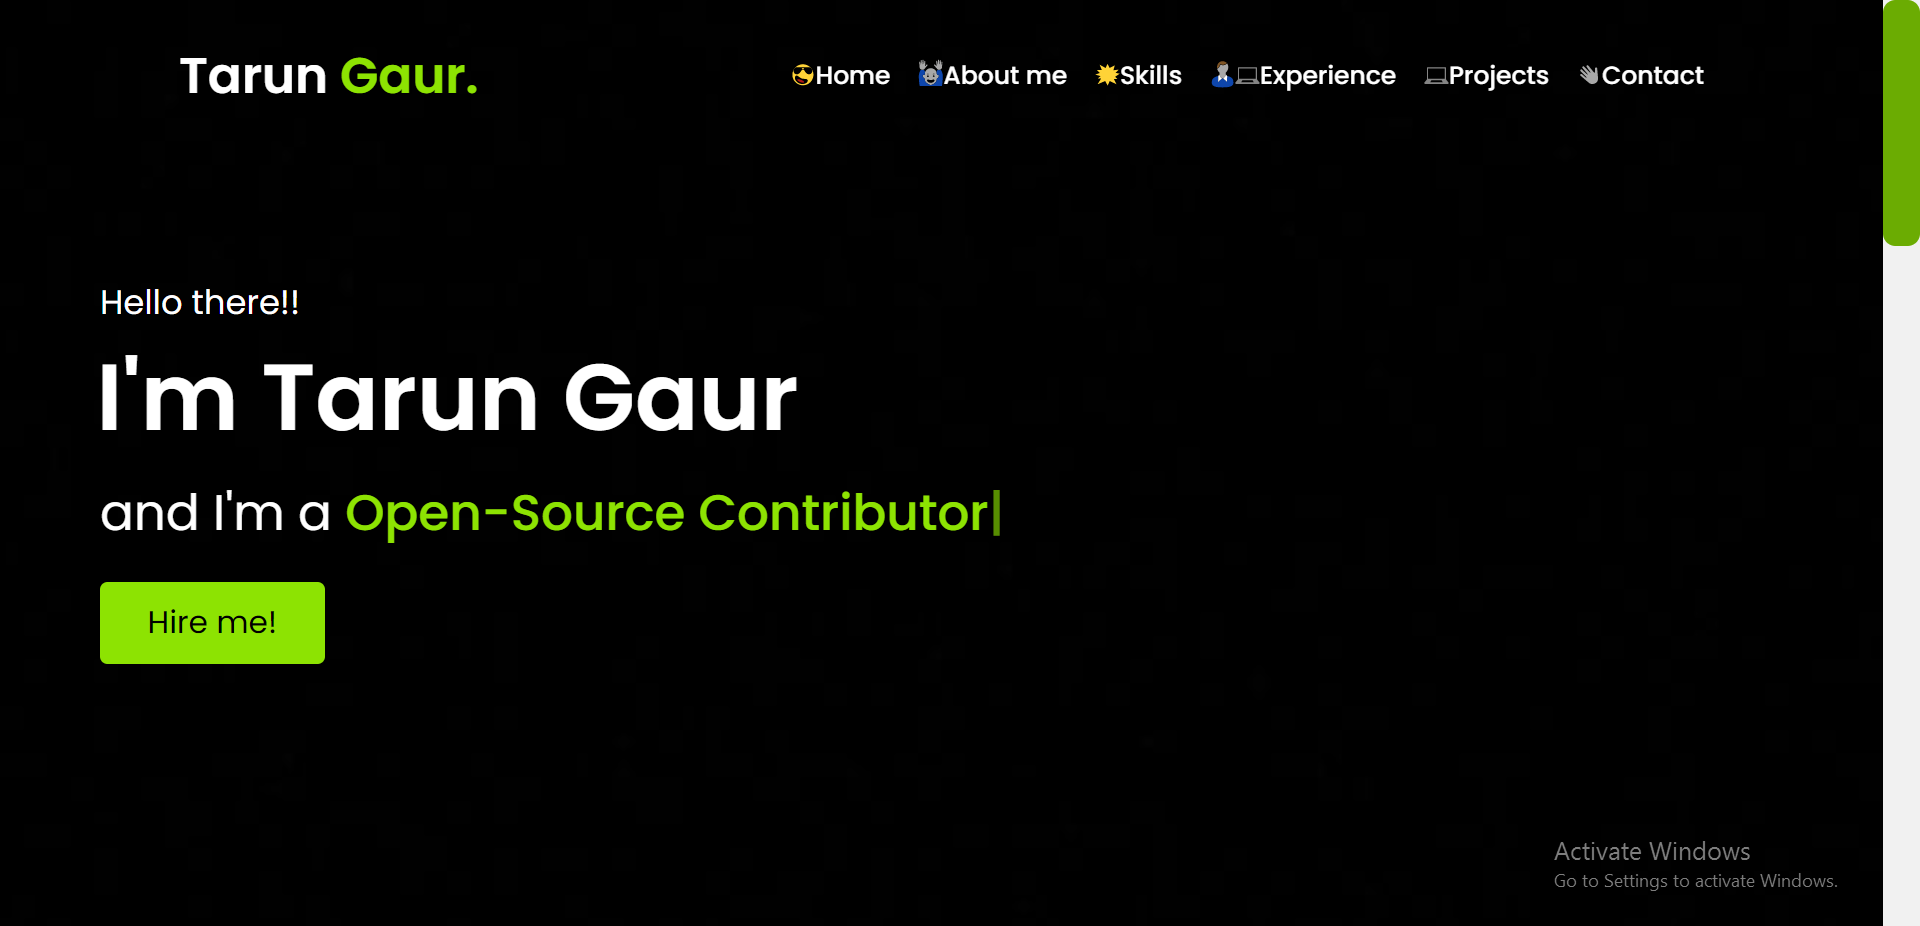 Tarun Gaur.
😎Home 🙌About me 🌟Skills 👨‍💻Experience 💻Projects 👋Contact
Hello there!!
I'm Tarun Gaur
and I'm a Open-Source Contributor|
Hire me!
Activate Windows
Go to Settings to activate Windows.